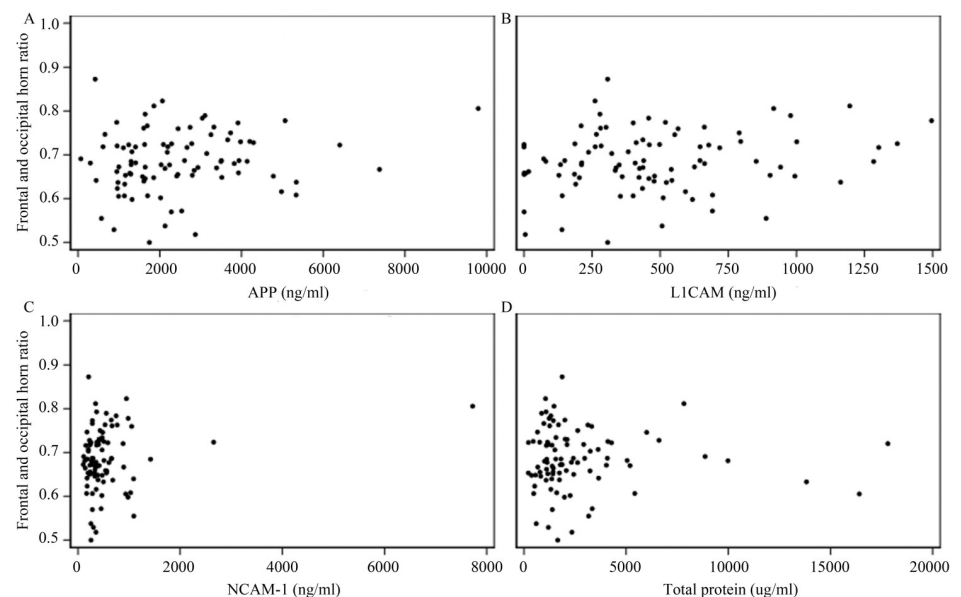 A
B
1.0
0.9
0.8
0.7
0.6
0.5
Frontal and occipital horn ratio
0 2000 4000 6000 8000 10000
0 250 500 750 1000 1250 1500
APP (ng/ml)
L1CAM (ng/ml)
C
D
1.0
0.9
0.8
0.7
0.6
0.5
Frontal and occipital horn ratio
0 2000 4000 6000 8000
0 5000 10000 15000 20000
NCAM-1 (ng/ml)
Total protein (ug/ml)